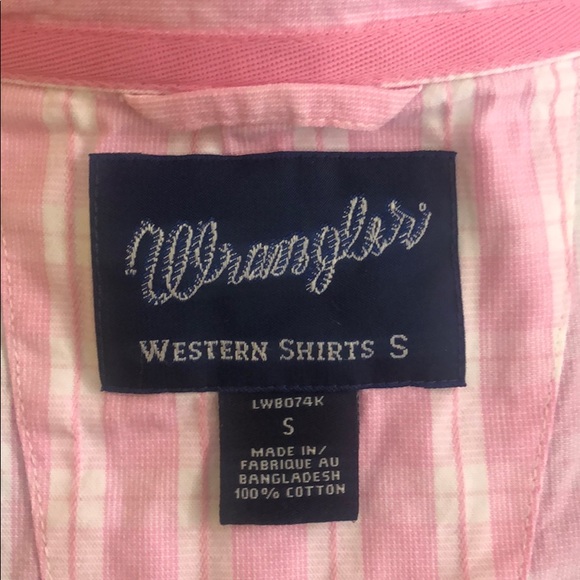 Wrangler
WESTERN SHIRTS S
LW8074K
S
MADE IN/
FABRIQUE AU
BANGLADESH
100% COTTON